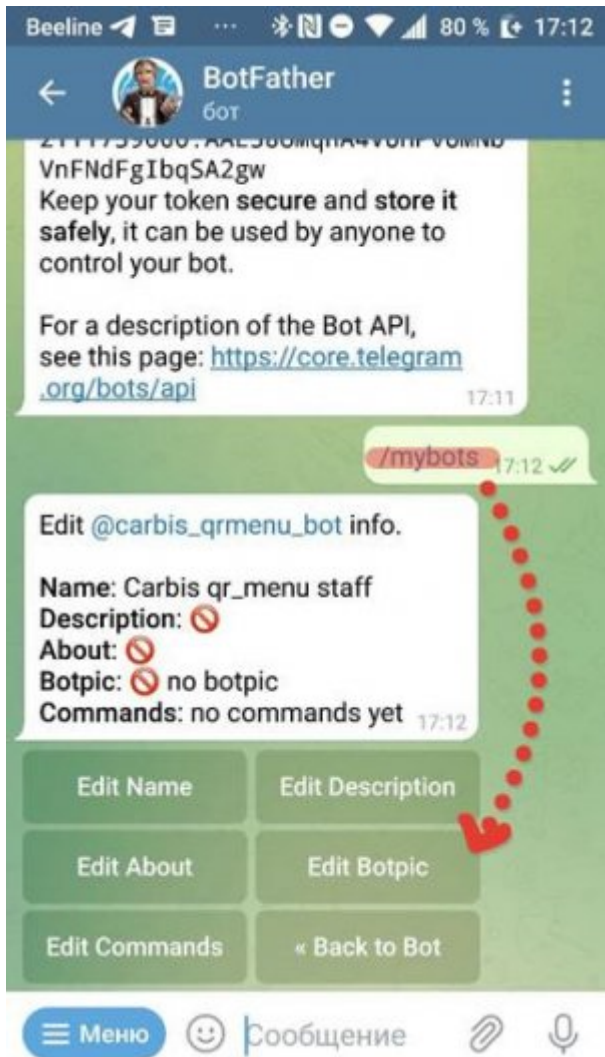 Beeline 80 % 17:12
BotFather
бот
VnFNdFgIbqSA2gw
Keep your token secure and store it
safely, it can be used by anyone to
control your bot.
For a description of the Bot API,
see this page: https://core.telegram
.org/bots/api
17:11
/mybots 17:12
Edit @carbis_qrmenu_bot info.
Name: Carbis qr_menu staff
Description:
About:
Botpic: no botpic
Commands: no commands yet 17:12
Edit Name Edit Description
Edit About Edit Botpic
Edit Commands « Back to Bot
Меню Сообщение